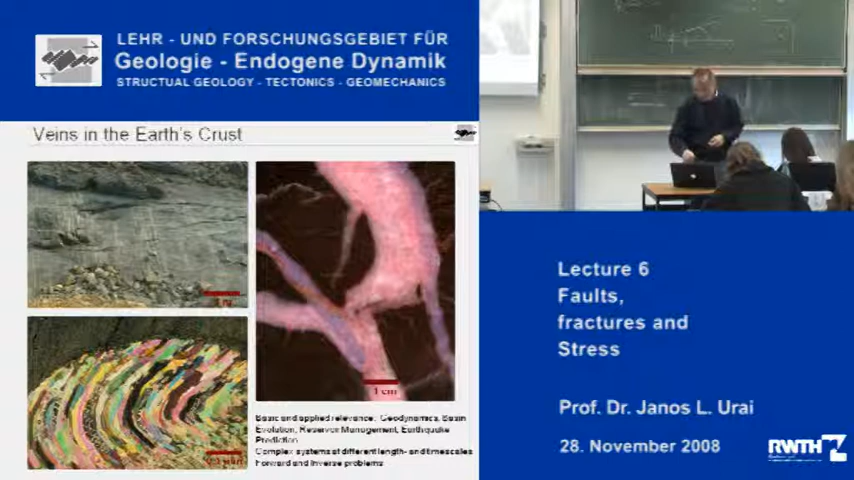 LEHR - UND FORSCHUNGSGEBIET FÜR
Geologie - Endogene Dynamik
STRUCTUAL GEOLOGY - TECTONICS - GEOMECHANICS
Veins in the Earth's Crust
1 cm
Basic and applied relevance: Geodynamics, Basin
Evolution, Reservoir Management, Earthquake
Prediction
Complex systems at different length- and timescales
Forward and Inverse problems
Lecture 6
Faults,
fractures and
Stress
Prof. Dr. Janos L. Urai
28. November 2008
RWTH